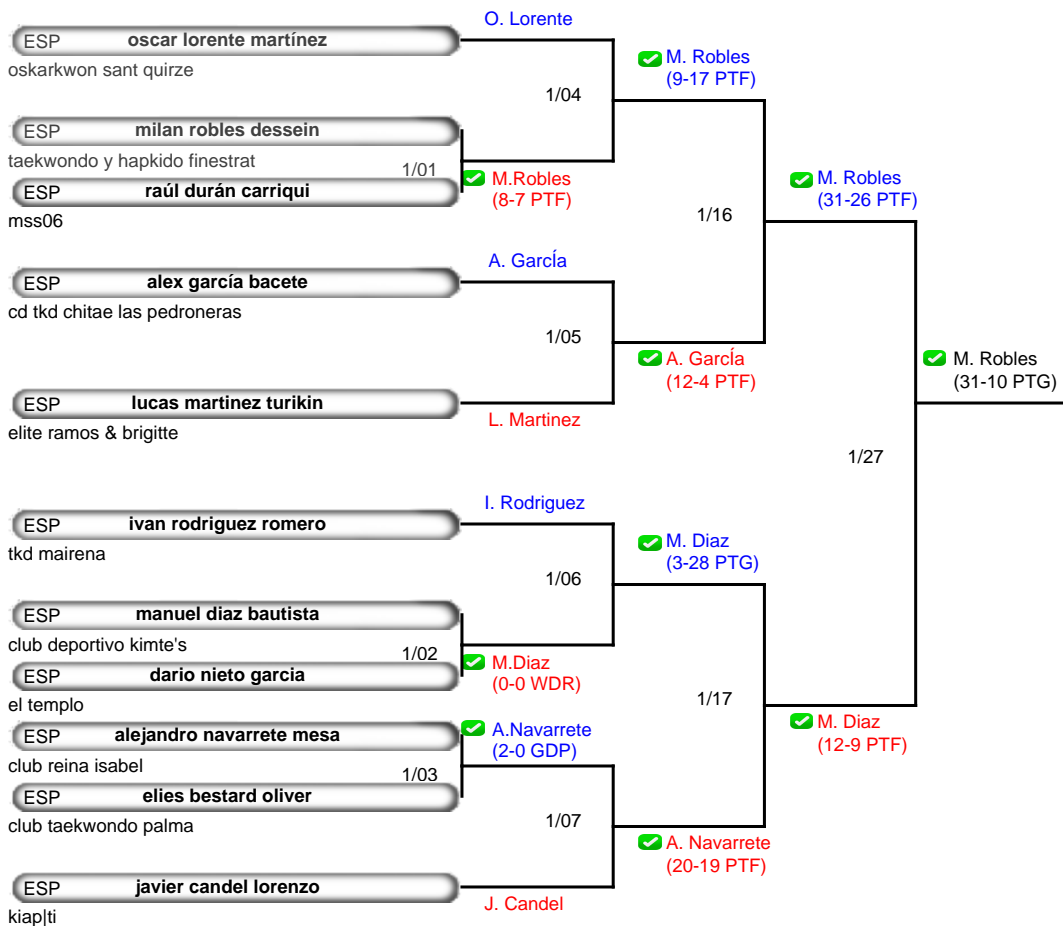 O. Lorente
ESP oscar lorente martínez
oskarkwon sant quirze
M. Robles
(9-17 PTF)
1/04
ESP milan robles dessein
taekwondo y hapkido finestrat
1/01
M.Robles
(8-7 PTF)
ESP raúl durán carriqui
mss06
M. Robles
(31-26 PTF)
1/16
A. GarcÍa
ESP alex garcía bacete
cd tkd chitae las pedroneras
1/05
A. GarcÍa
(12-4 PTF)
M. Robles
(31-10 PTG)
ESP lucas martinez turikin
L. Martinez
elite ramos & brigitte
1/27
I. Rodriguez
ESP ivan rodriguez romero
tkd mairena
M. Diaz
(3-28 PTG)
1/06
ESP manuel diaz bautista
club deportivo kimte's
1/02
M.Diaz
(0-0 WDR)
ESP dario nieto garcia
el templo
1/17
M. Diaz
(12-9 PTF)
ESP alejandro navarrete mesa
A.Navarrete
(2-0 GDP)
club reina isabel
1/03
ESP elies bestard oliver
club taekwondo palma
1/07
A. Navarrete
(20-19 PTF)
ESP javier candel lorenzo
J. Candel
kiap|ti